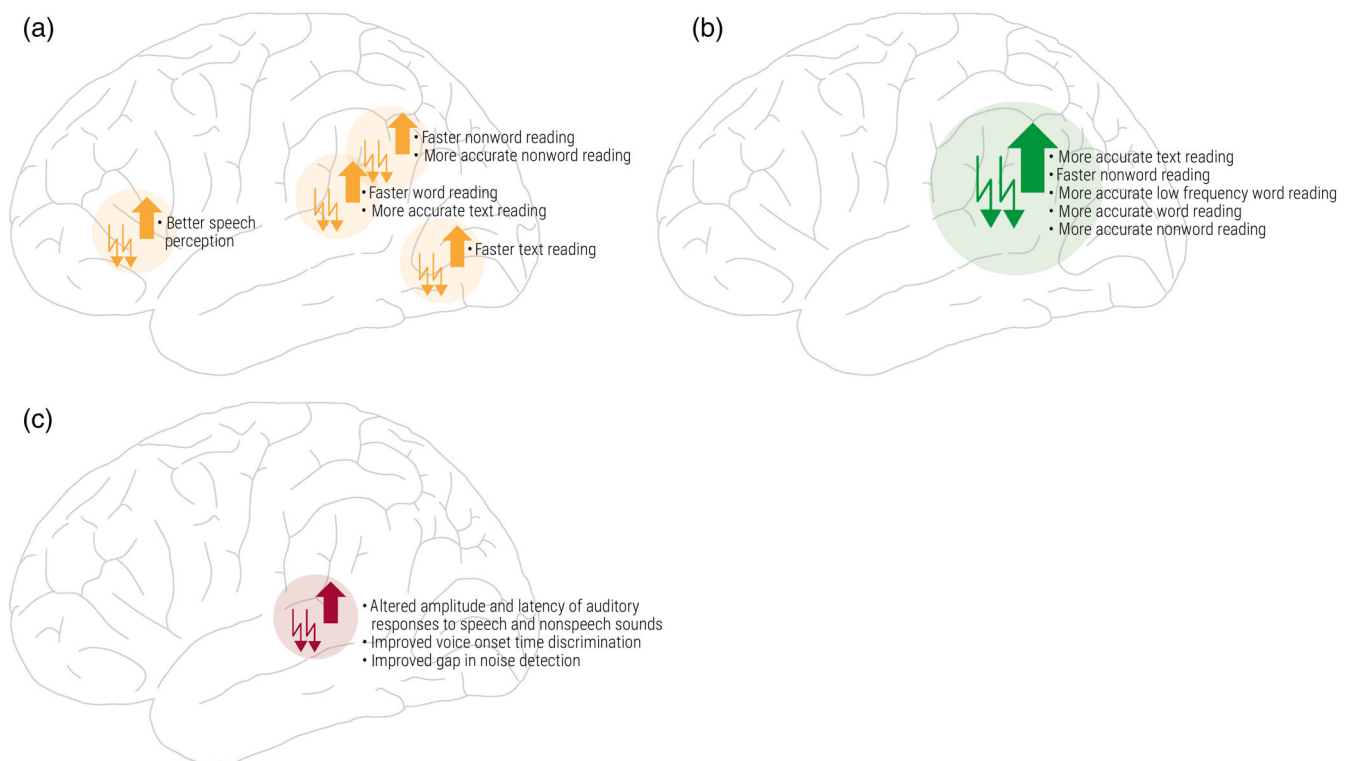 (a)
• Faster nonword reading
• More accurate nonword reading
• Faster word reading
• More accurate text reading
• Better speech
perception
• Faster text reading
(b)
• More accurate text reading
• Faster nonword reading
• More accurate low frequency word reading
• More accurate word reading
• More accurate nonword reading
(c)
• Altered amplitude and latency of auditory
responses to speech and nonspeech sounds
• Improved voice onset time discrimination
• Improved gap in noise detection